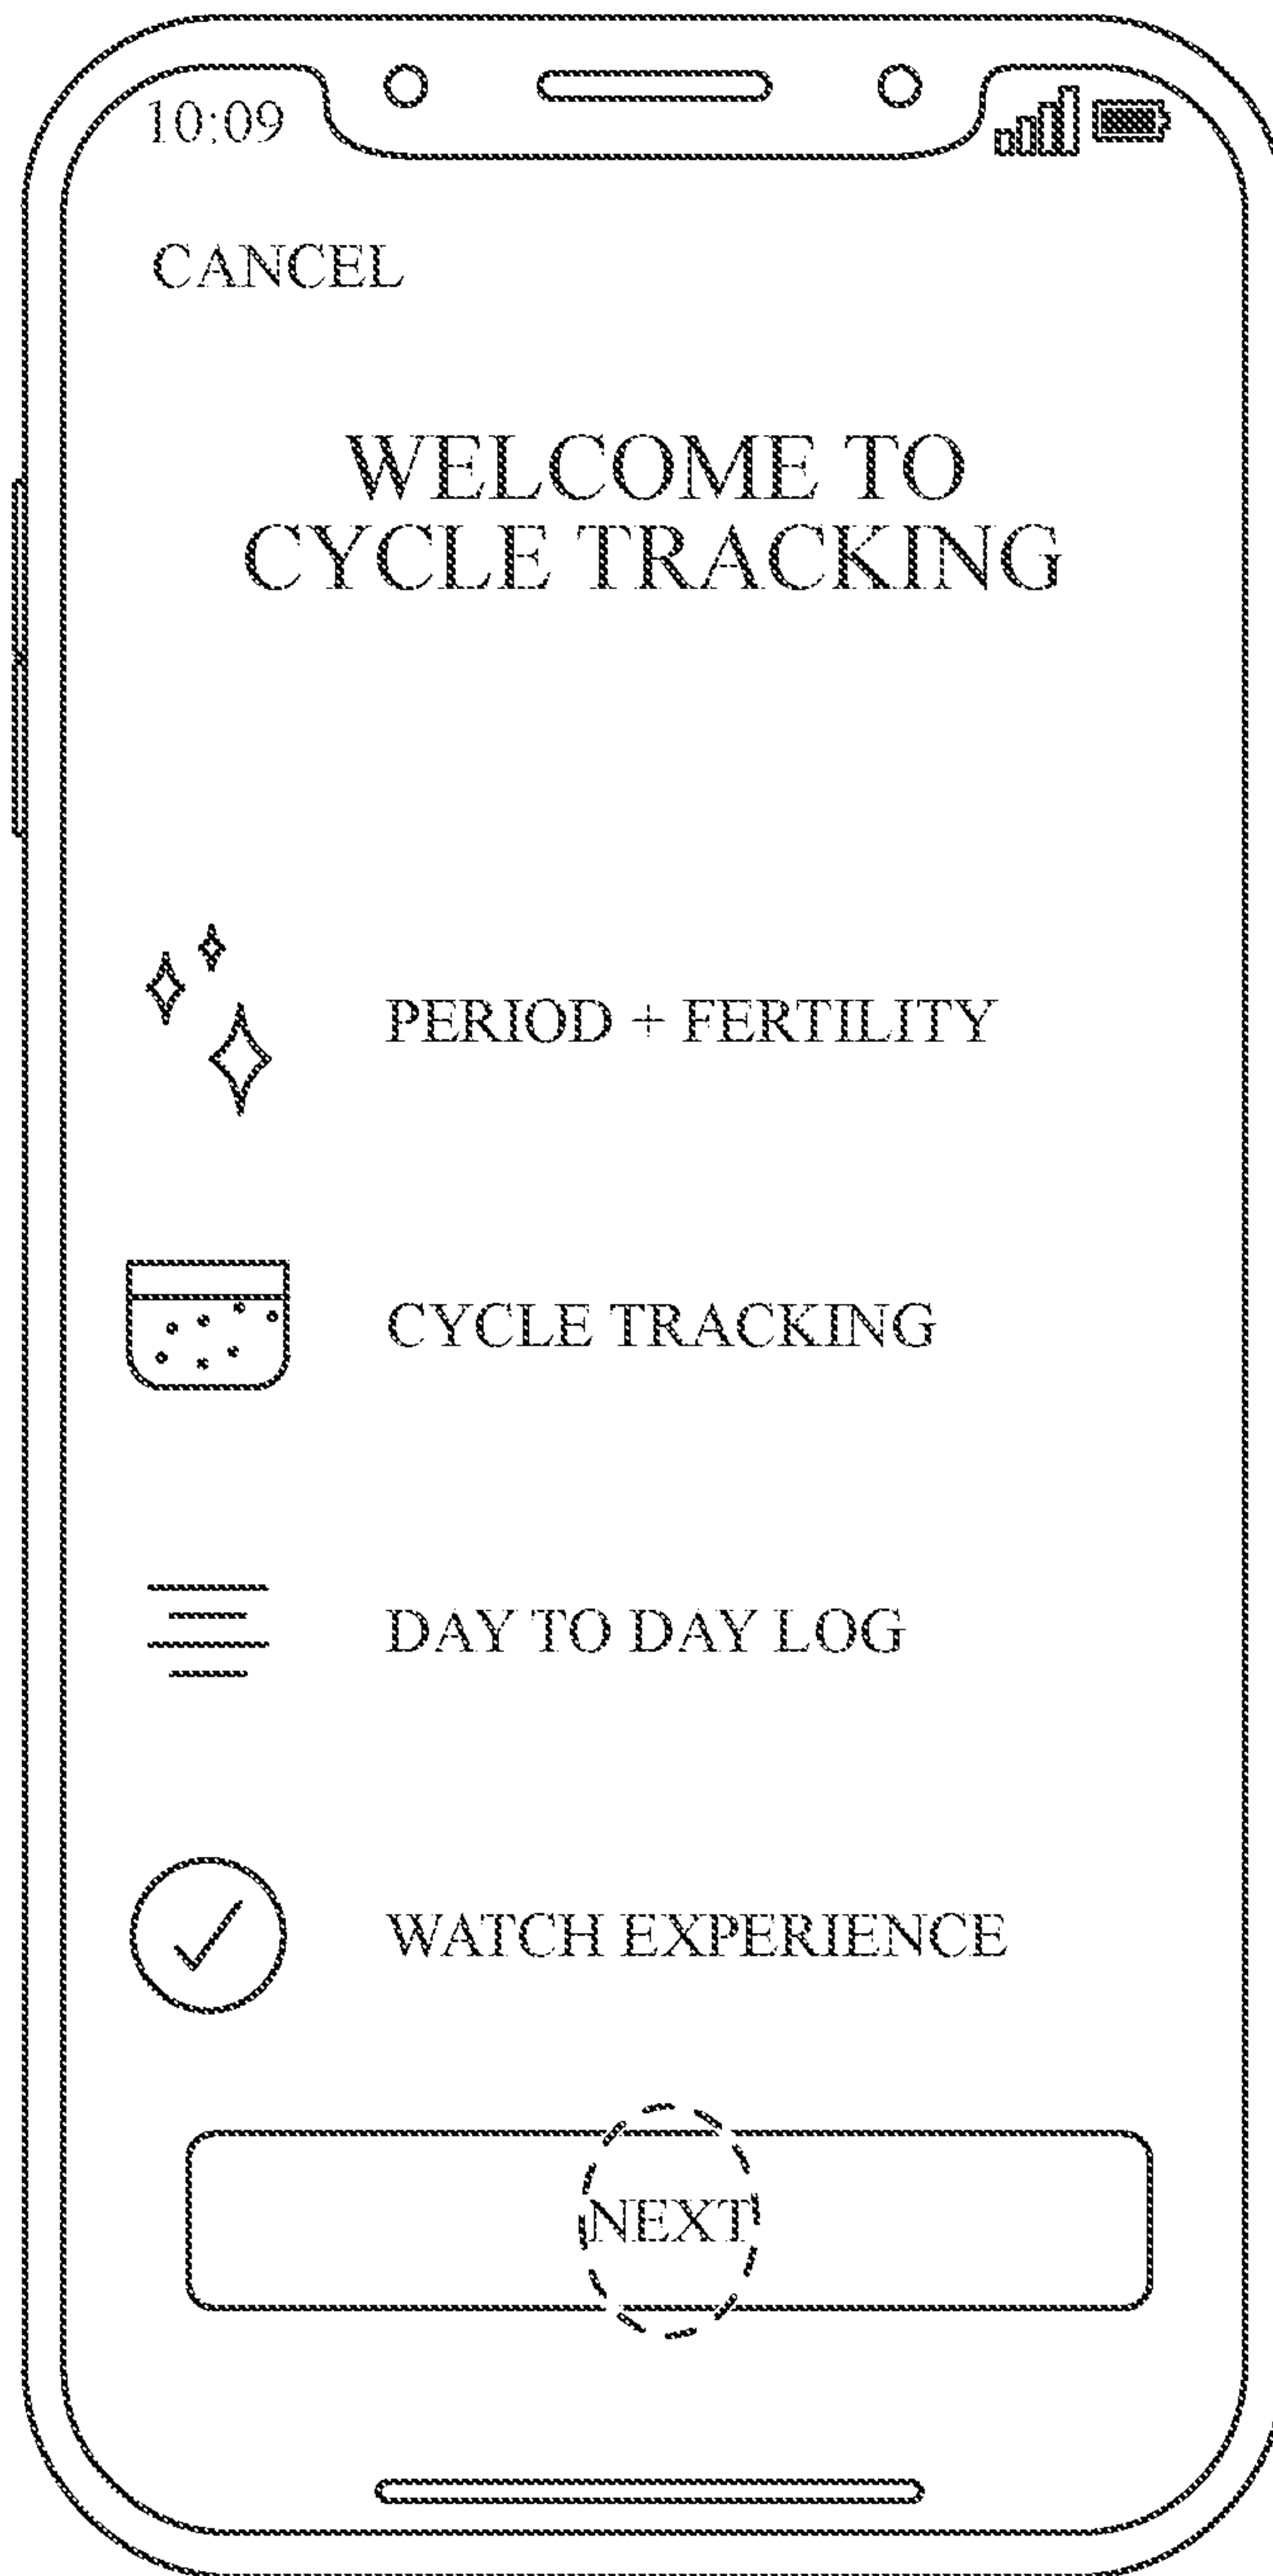 10:09
CANCEL
WELCOME TO
CYCLE TRACKING
PERIOD + FERTILITY
CYCLE TRACKING
DAY TO DAY LOG
WATCH EXPERIENCE
NEXT